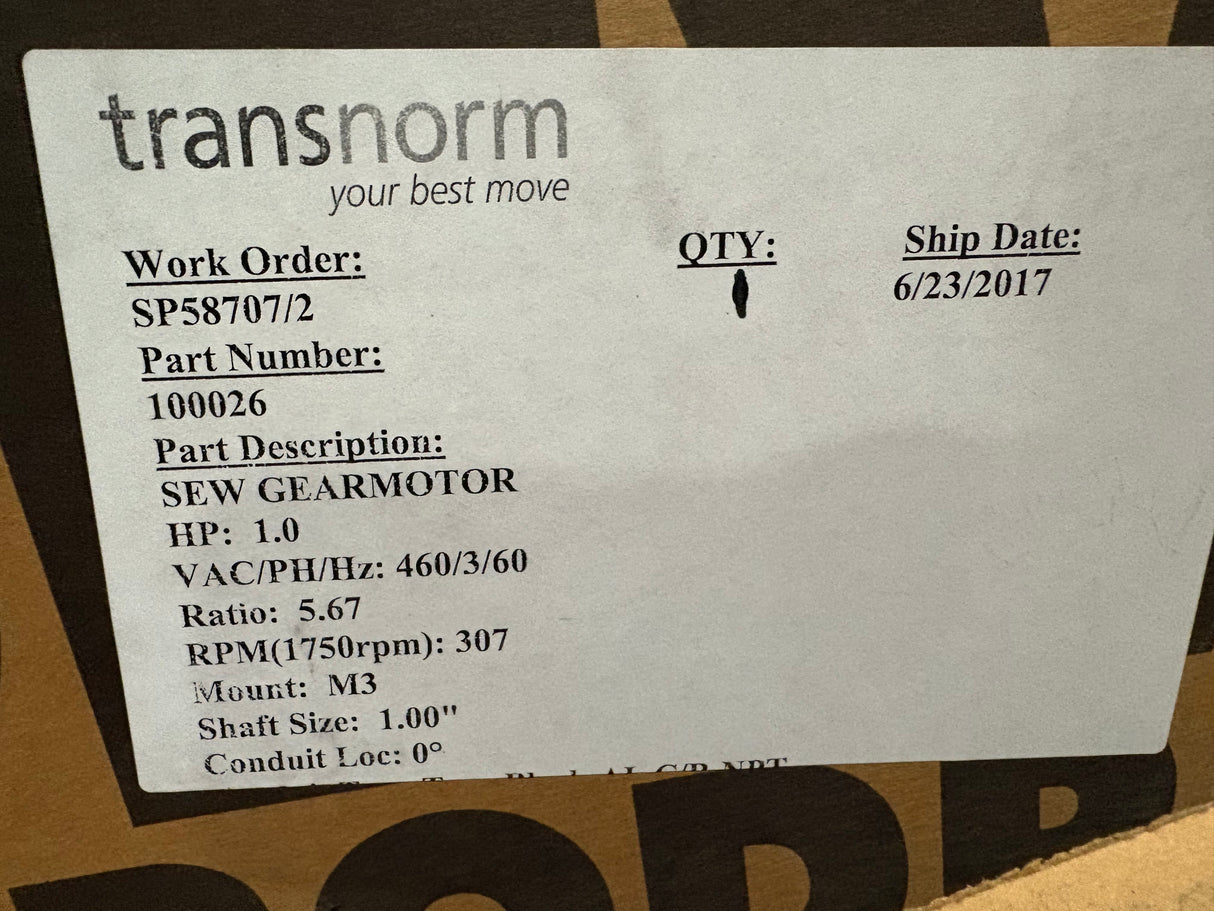 transnorm
your best move
Work Order:
SP58707/2
QTY:
Ship Date:
6/23/2017
Part Number:
100026
Part Description:
SEW GEARMOTOR
HP: 1.0
VAC/PH/Hz: 460/3/60
Ratio: 5.67
RPM(1750rpm): 307
Mount: M3
Shaft Size: 1.00"
Conduit Loc: 0°